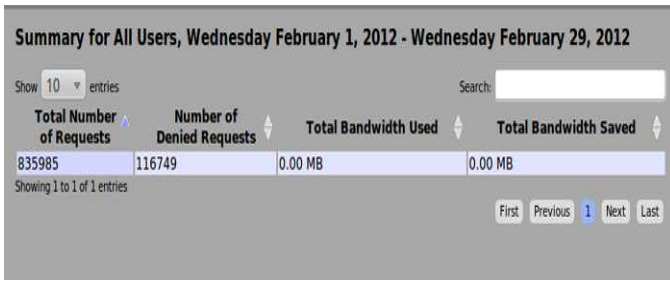 Summary for All Users, Wednesday February 1, 2012 - Wednesday February 29, 2012
Show 10 entries Search:
Total Number of Requests Number of Denied Requests Total Bandwidth Used Total Bandwidth Saved
835985 116749 0.00 MB 0.00 MB
Showing 1 to 1 of 1 entries
First Previous 1 Next Last